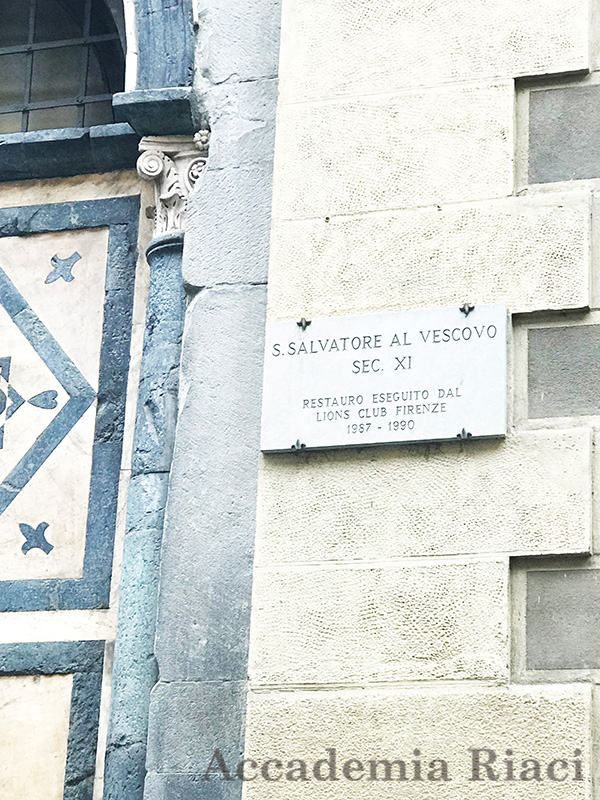 S. SALVATORE AL VESCOVO
SEC. XI
RESTAURO ESEGUITO DAL
LIONS CLUB FIRENZE
1987 - 1990
Accademia Riaci